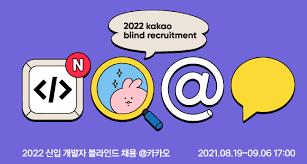 2022 kakao
blind recruitment
N
</>
@
2022 신입 개발자 블라인드 채용 @카카오
2021.08.19~09.06 17:00